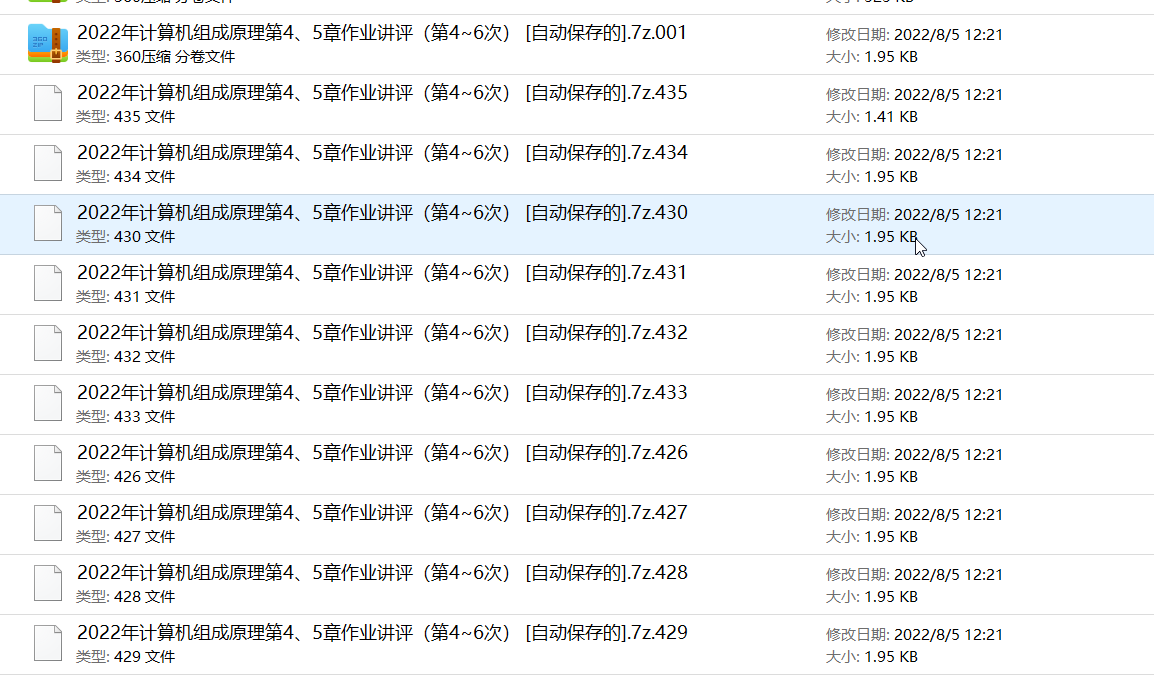 类型: 360压缩 分卷文件
大小: 525 KB
2022年计算机组成原理第4、5章作业讲评（第4~6次） [自动保存的].7z.001
修改日期: 2022/8/5 12:21
360
ZIP
类型: 360压缩 分卷文件
大小: 1.95 KB
2022年计算机组成原理第4、5章作业讲评（第4~6次） [自动保存的].7z.435
修改日期: 2022/8/5 12:21
类型: 435 文件
大小: 1.41 KB
2022年计算机组成原理第4、5章作业讲评（第4~6次） [自动保存的].7z.434
修改日期: 2022/8/5 12:21
类型: 434 文件
大小: 1.95 KB
2022年计算机组成原理第4、5章作业讲评（第4~6次） [自动保存的].7z.430
修改日期: 2022/8/5 12:21
类型: 430 文件
大小: 1.95 KB
2022年计算机组成原理第4、5章作业讲评（第4~6次） [自动保存的].7z.431
修改日期: 2022/8/5 12:21
类型: 431 文件
大小: 1.95 KB
2022年计算机组成原理第4、5章作业讲评（第4~6次） [自动保存的].7z.432
修改日期: 2022/8/5 12:21
类型: 432 文件
大小: 1.95 KB
2022年计算机组成原理第4、5章作业讲评（第4~6次） [自动保存的].7z.433
修改日期: 2022/8/5 12:21
类型: 433 文件
大小: 1.95 KB
2022年计算机组成原理第4、5章作业讲评（第4~6次） [自动保存的].7z.426
修改日期: 2022/8/5 12:21
类型: 426 文件
大小: 1.95 KB
2022年计算机组成原理第4、5章作业讲评（第4~6次） [自动保存的].7z.427
修改日期: 2022/8/5 12:21
类型: 427 文件
大小: 1.95 KB
2022年计算机组成原理第4、5章作业讲评（第4~6次） [自动保存的].7z.428
修改日期: 2022/8/5 12:21
类型: 428 文件
大小: 1.95 KB
2022年计算机组成原理第4、5章作业讲评（第4~6次） [自动保存的].7z.429
修改日期: 2022/8/5 12:21
类型: 429 文件
大小: 1.95 KB